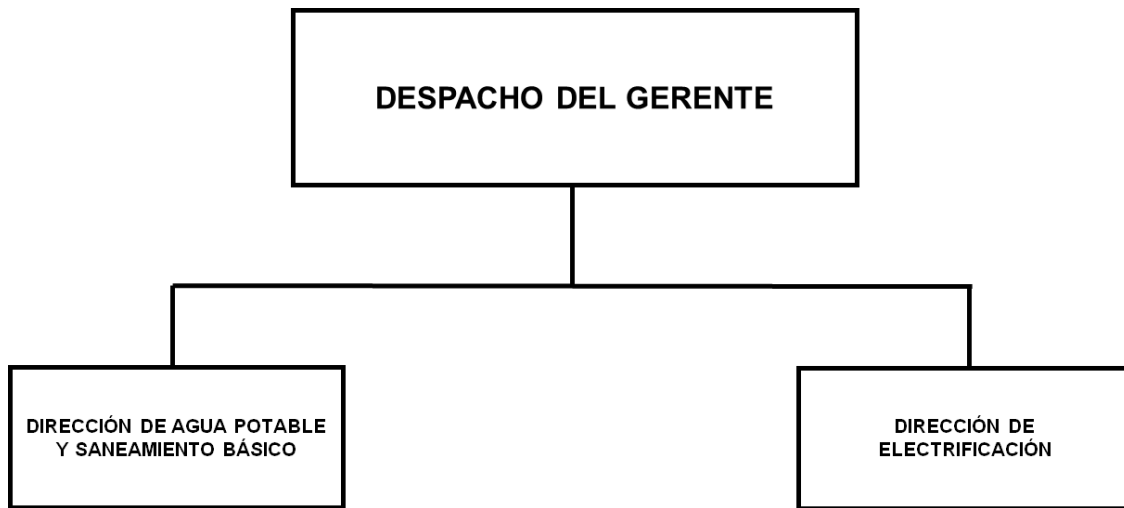 DESPACHO DEL GERENTE
DIRECCIÓN DE AGUA POTABLE
Y SANEAMIENTO BÁSICO
DIRECCIÓN DE
ELECTRIFICACIÓN